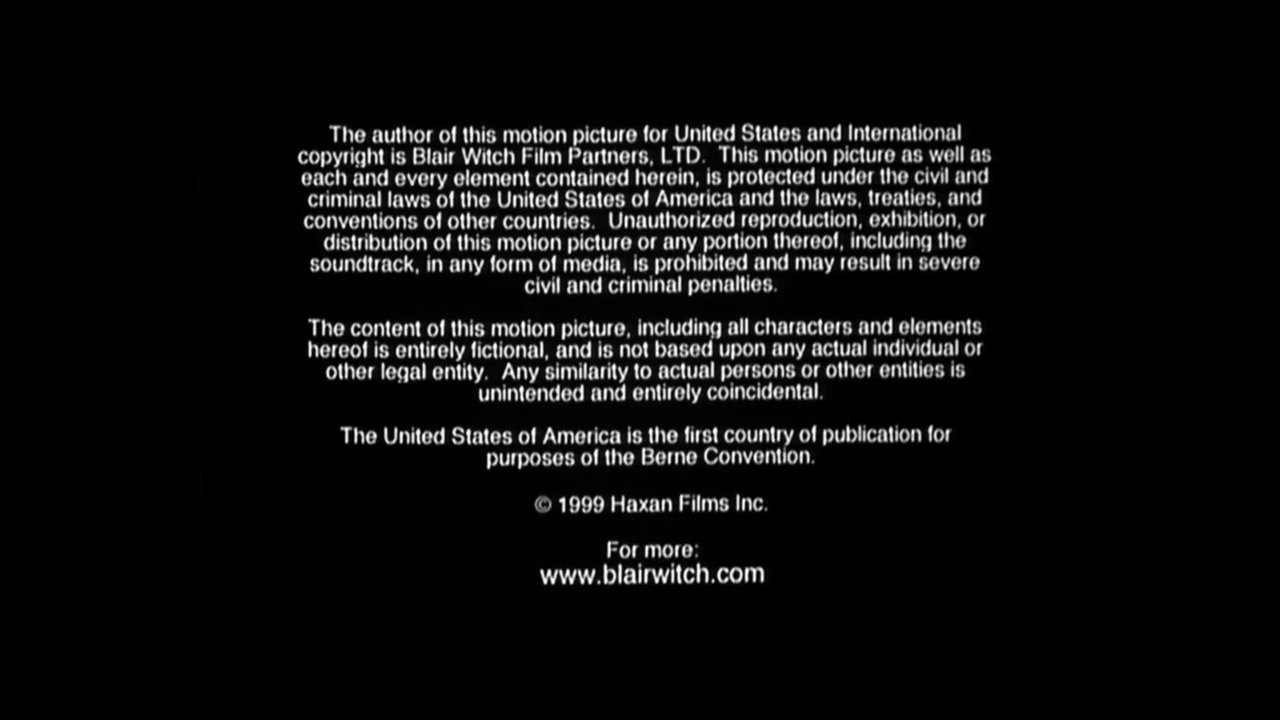 The author of this motion picture for United States and International
copyright is Blair Witch Film Partners, LTD.  This motion picture as well as
each and every element contained herein, is protected under the civil and
criminal laws of the United States of America and the laws, treaties, and
conventions of other countries.  Unauthorized reproduction, exhibition, or
distribution of this motion picture or any portion thereof, including the
soundtrack, in any form of media, is prohibited and may result in severe
civil and criminal penalties.
The content of this motion picture, including all characters and elements
hereof is entirely fictional, and is not based upon any actual individual or
other legal entity.  Any similarity to actual persons or other entities is
unintended and entirely coincidental.
The United States of America is the first country of publication for
purposes of the Berne Convention.
© 1999 Haxan Films Inc.
For more:
www.blairwitch.com